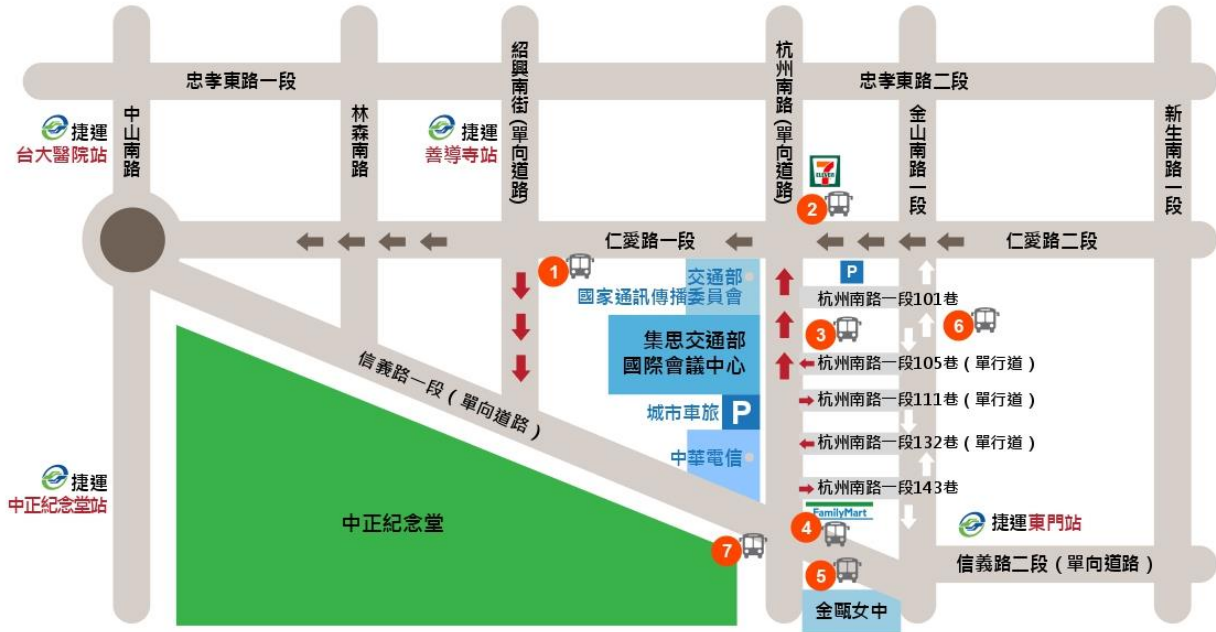 忠孝東路一段
忠孝東路二段
中山南路
林森南路
紹興南街(單向道路)
杭州南路(單向道路)
金山南路一段
新生南路一段
捷運
台大醫院站
捷運
善導寺站
7
ELEVEN
2
仁愛路一段
仁愛路二段
1
交通部
國家通訊傳播委員會
P
杭州南路一段101巷
3
6
集思交通部
國際會議中心
杭州南路一段105巷(單行道)
信義路一段(單向道路)
杭州南路一段111巷(單行道)
城市車旅 P
杭州南路一段132巷(單行道)
中華電信
杭州南路一段143巷
捷運
中正紀念堂站
中正紀念堂
FamilyMart
4
捷運東門站
7
5
信義路二段(單向道路)
金甌女中